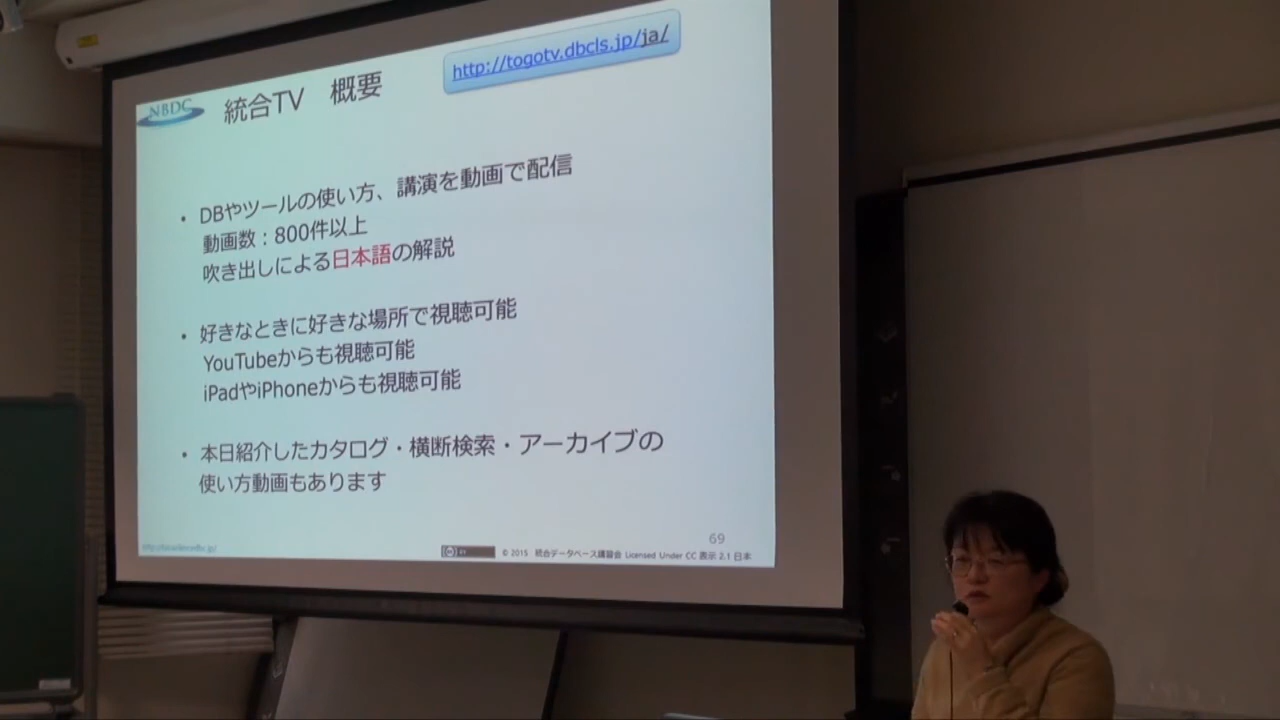 http://togotv.dbcls.jp/ja/
NBDC
統合TV 概要
・ DBやツールの使い方、講演を動画で配信
動画数：800件以上
吹き出しによる日本語の解説
・ 好きなときに好きな場所で視聴可能
YouTubeからも視聴可能
iPadやiPhoneからも視聴可能
・ 本日紹介したカタログ・横断検索・アーカイブの
使い方動画もあります
69
© 2015 統合データベース講習会 Licensed Under CC 表示 2.1 日本